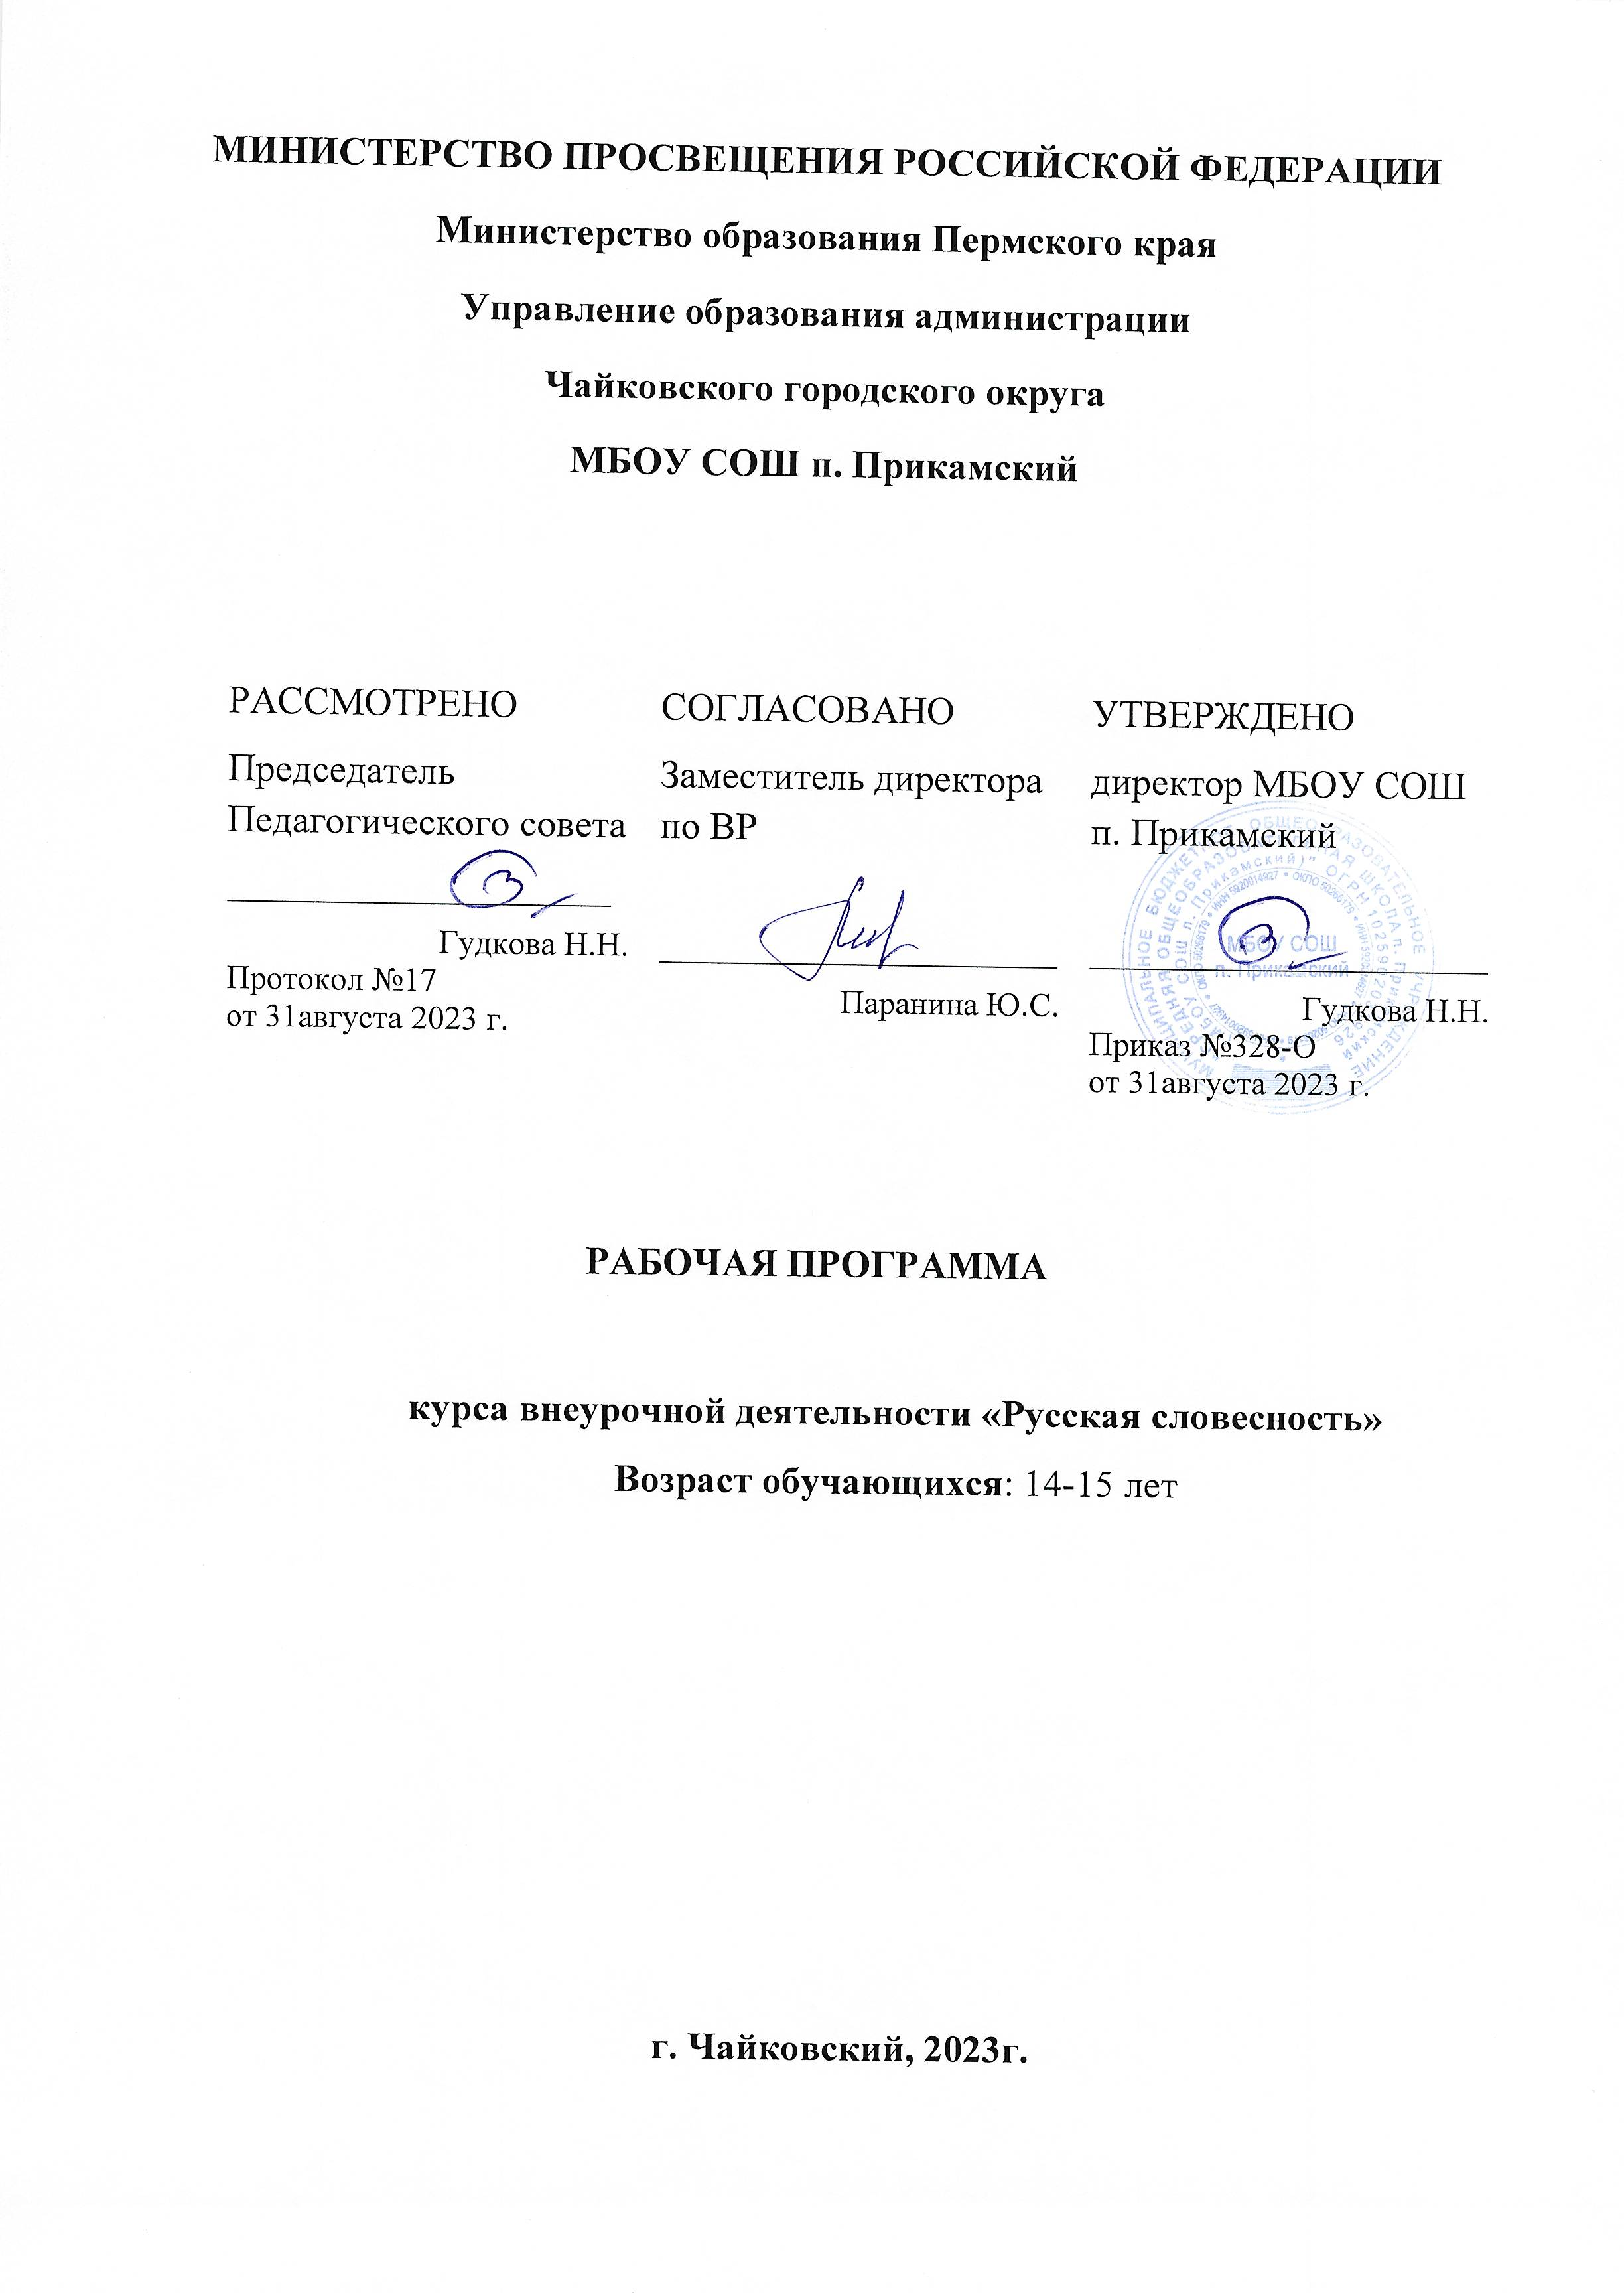 МИНИСТЕРСТВО ПРОСВЕЩЕНИЯ РОССИЙСКОЙ ФЕДЕРАЦИИ
Министерство образования Пермского края
Управление образования администрации
Чайковского городского округа
МБОУ СОШ п. Прикамский
РАССМОТРЕНО
Председатель
Педагогического совета
Гудкова Н.Н.
Протокол №17
от 31августа 2023 г.
СОГЛАСОВАНО
Заместитель директора
по ВР
Паранина Ю.С.
УТВЕРЖДЕНО
директор МБОУ СОШ
п. Прикамский
МБОУ СОШ
п. Прикамский
Гудкова Н.Н.
Приказ №328-О
от 31августа 2023 г.
РАБОЧАЯ ПРОГРАММА
курса внеурочной деятельности «Русская словесность»
Возраст обучающихся: 14-15 лет
г. Чайковский, 2023г.